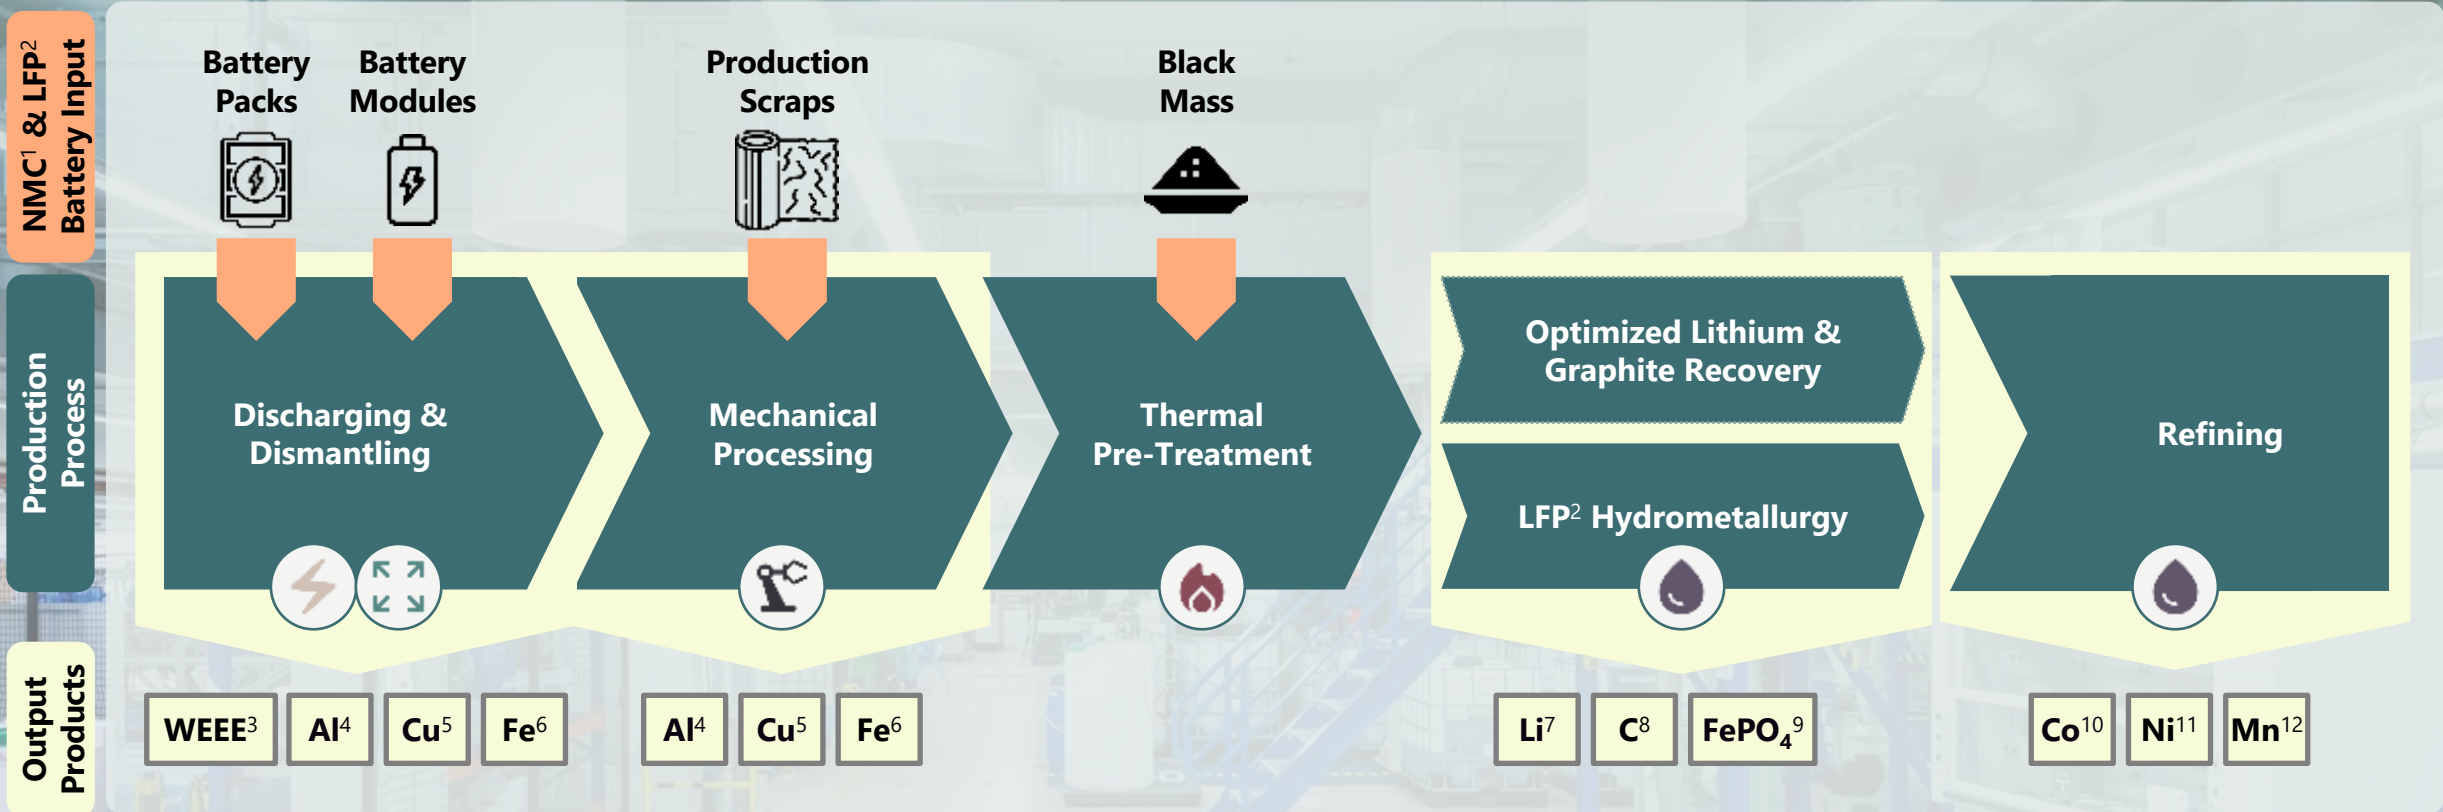 NMC¹ & LFP²
Battery Input
Battery
Packs
Battery
Modules
Production
Scraps
Black
Mass
Production
Process
Discharging &
Dismantling
Mechanical
Processing
Thermal
Pre-Treatment
Optimized Lithium &
Graphite Recovery
LFP² Hydrometallurgy
Refining
Output
Products
WEEE³
Al⁴
Cu⁵
Fe⁶
Al⁴
Cu⁵
Fe⁶
Li⁷
C⁸
FePO₄⁹
Co¹⁰
Ni¹¹
Mn¹²